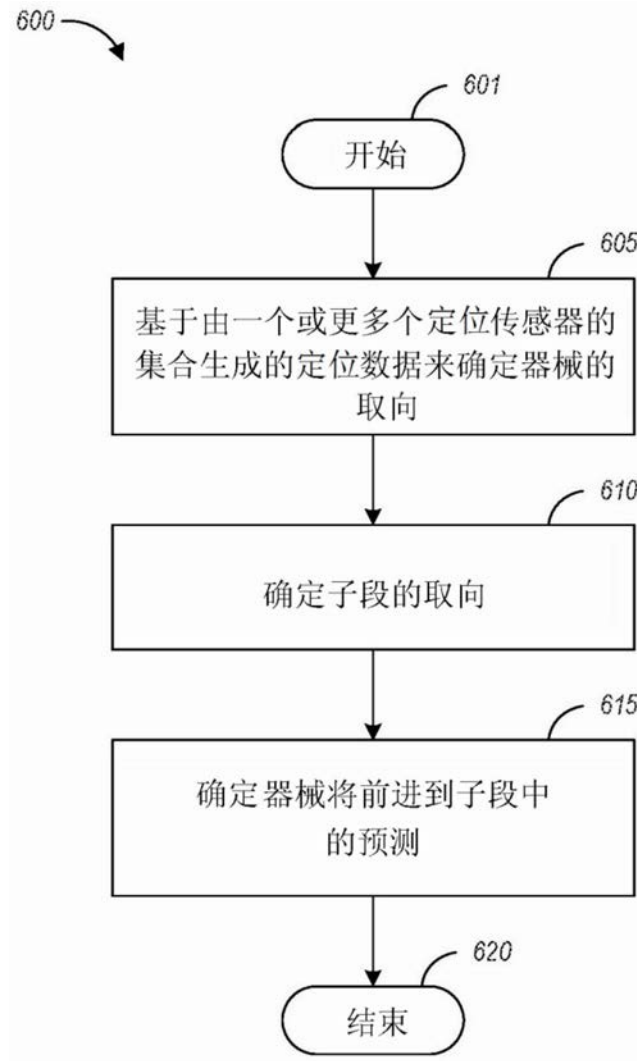 600
601
开始
605
基于由一个或更多个定位传感器的
集合生成的定位数据来确定器械的
取向
610
确定子段的取向
615
确定器械将前进到子段中
的预测
620
结束